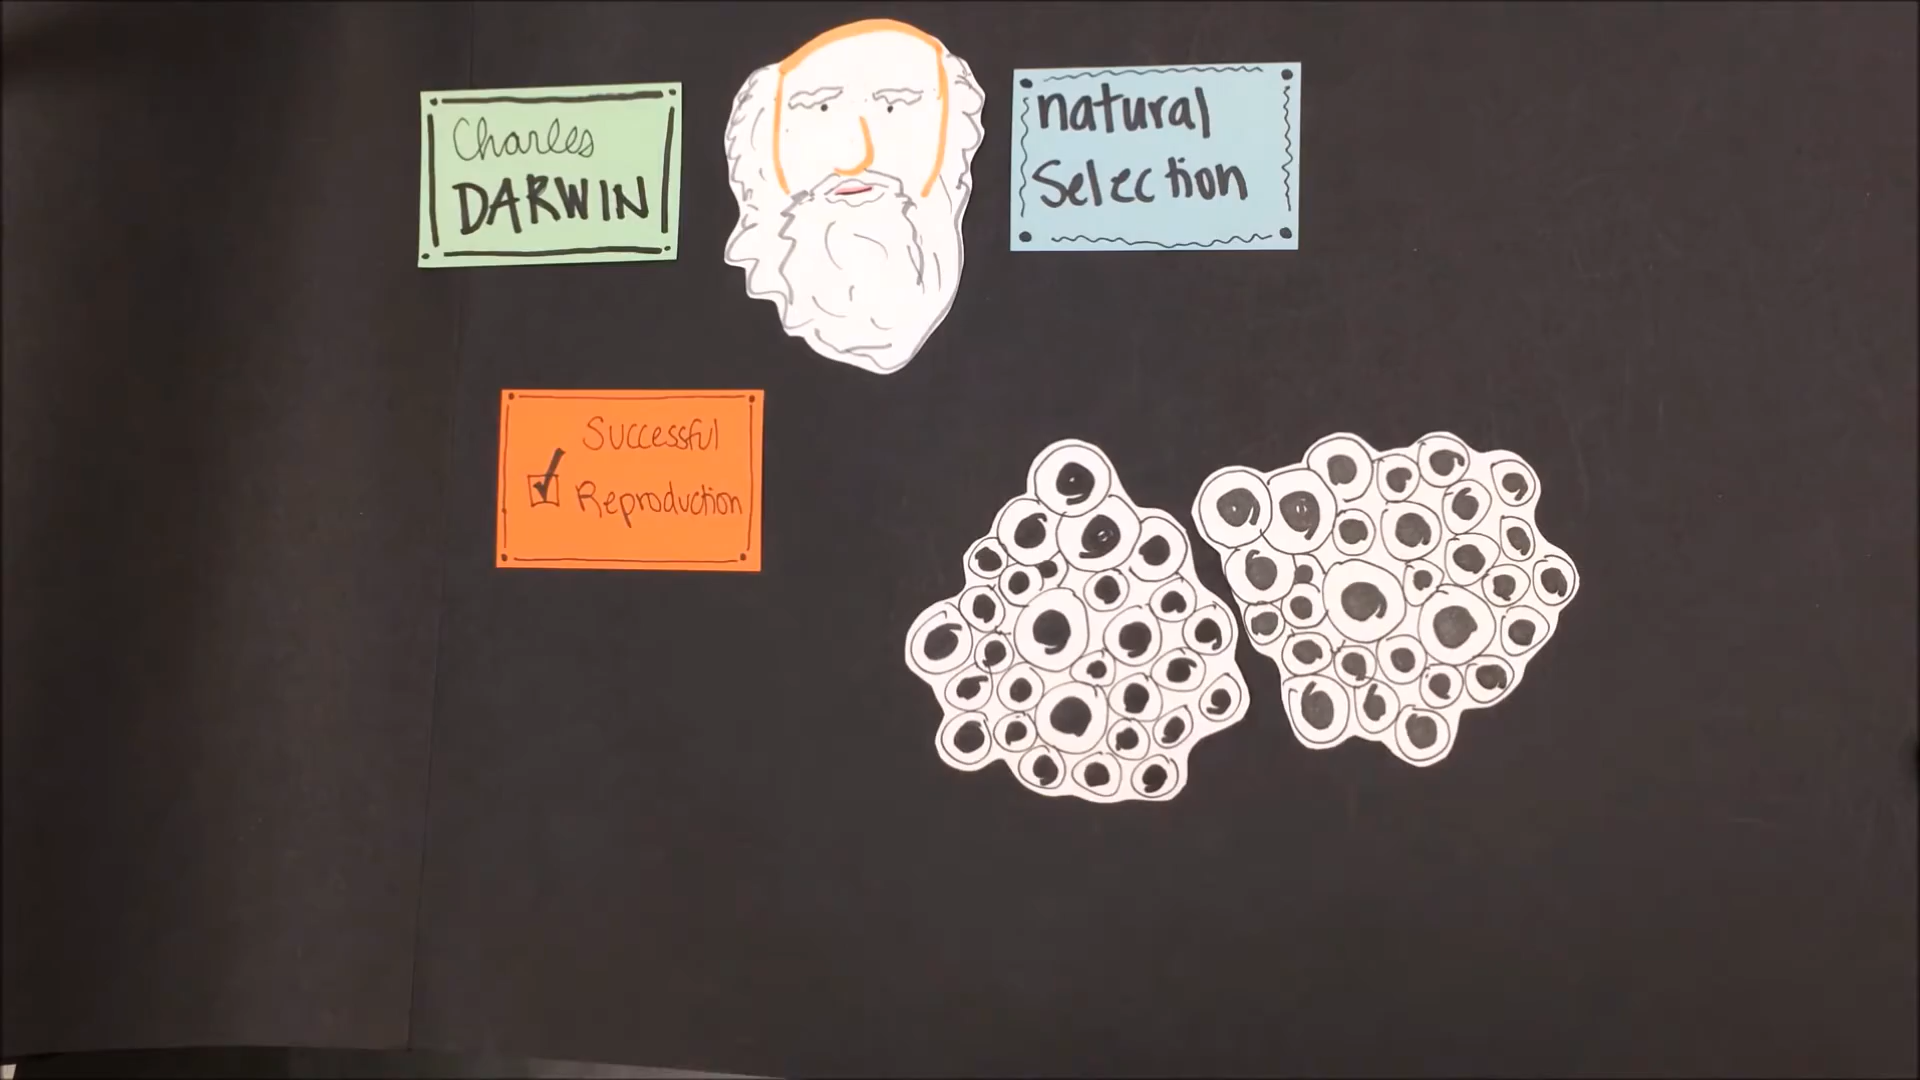 Charles
DARWIN
natural
Selection
Successful
Reproduction